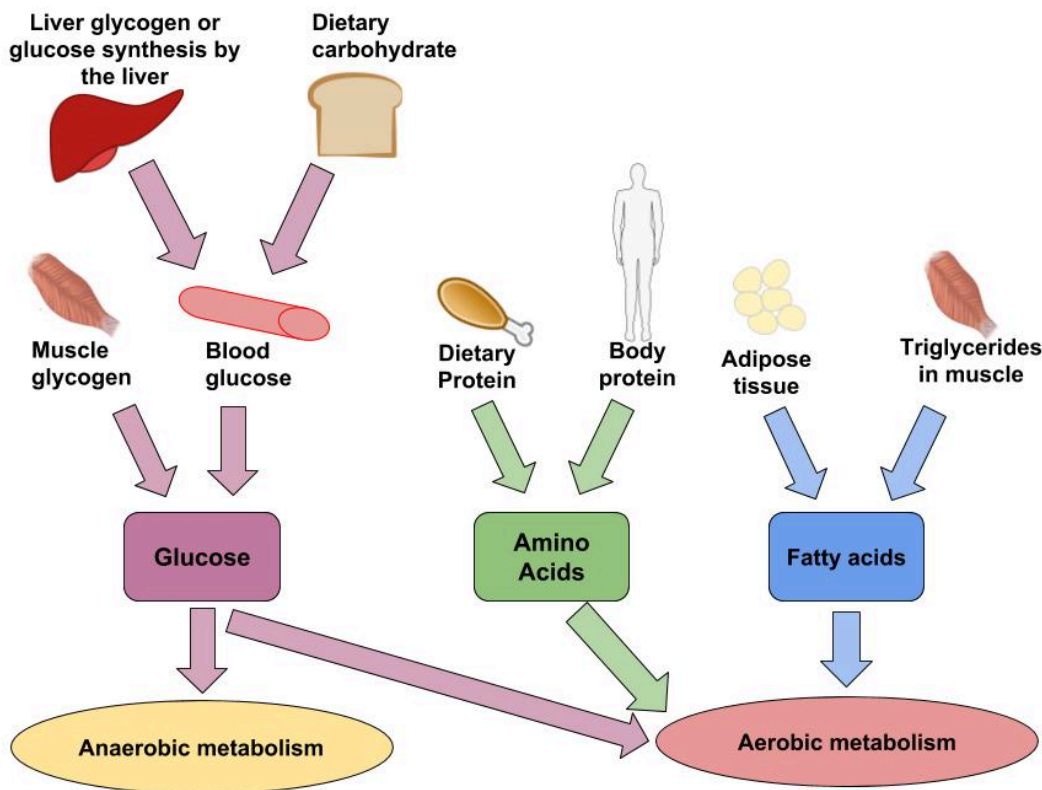 Liver glycogen or
glucose synthesis by
the liver
Dietary
carbohydrate
Muscle
glycogen
Blood
glucose
Dietary
Protein
Body
protein
Adipose
tissue
Triglycerides
in muscle
Glucose
Amino
Acids
Fatty acids
Anaerobic metabolism
Aerobic metabolism